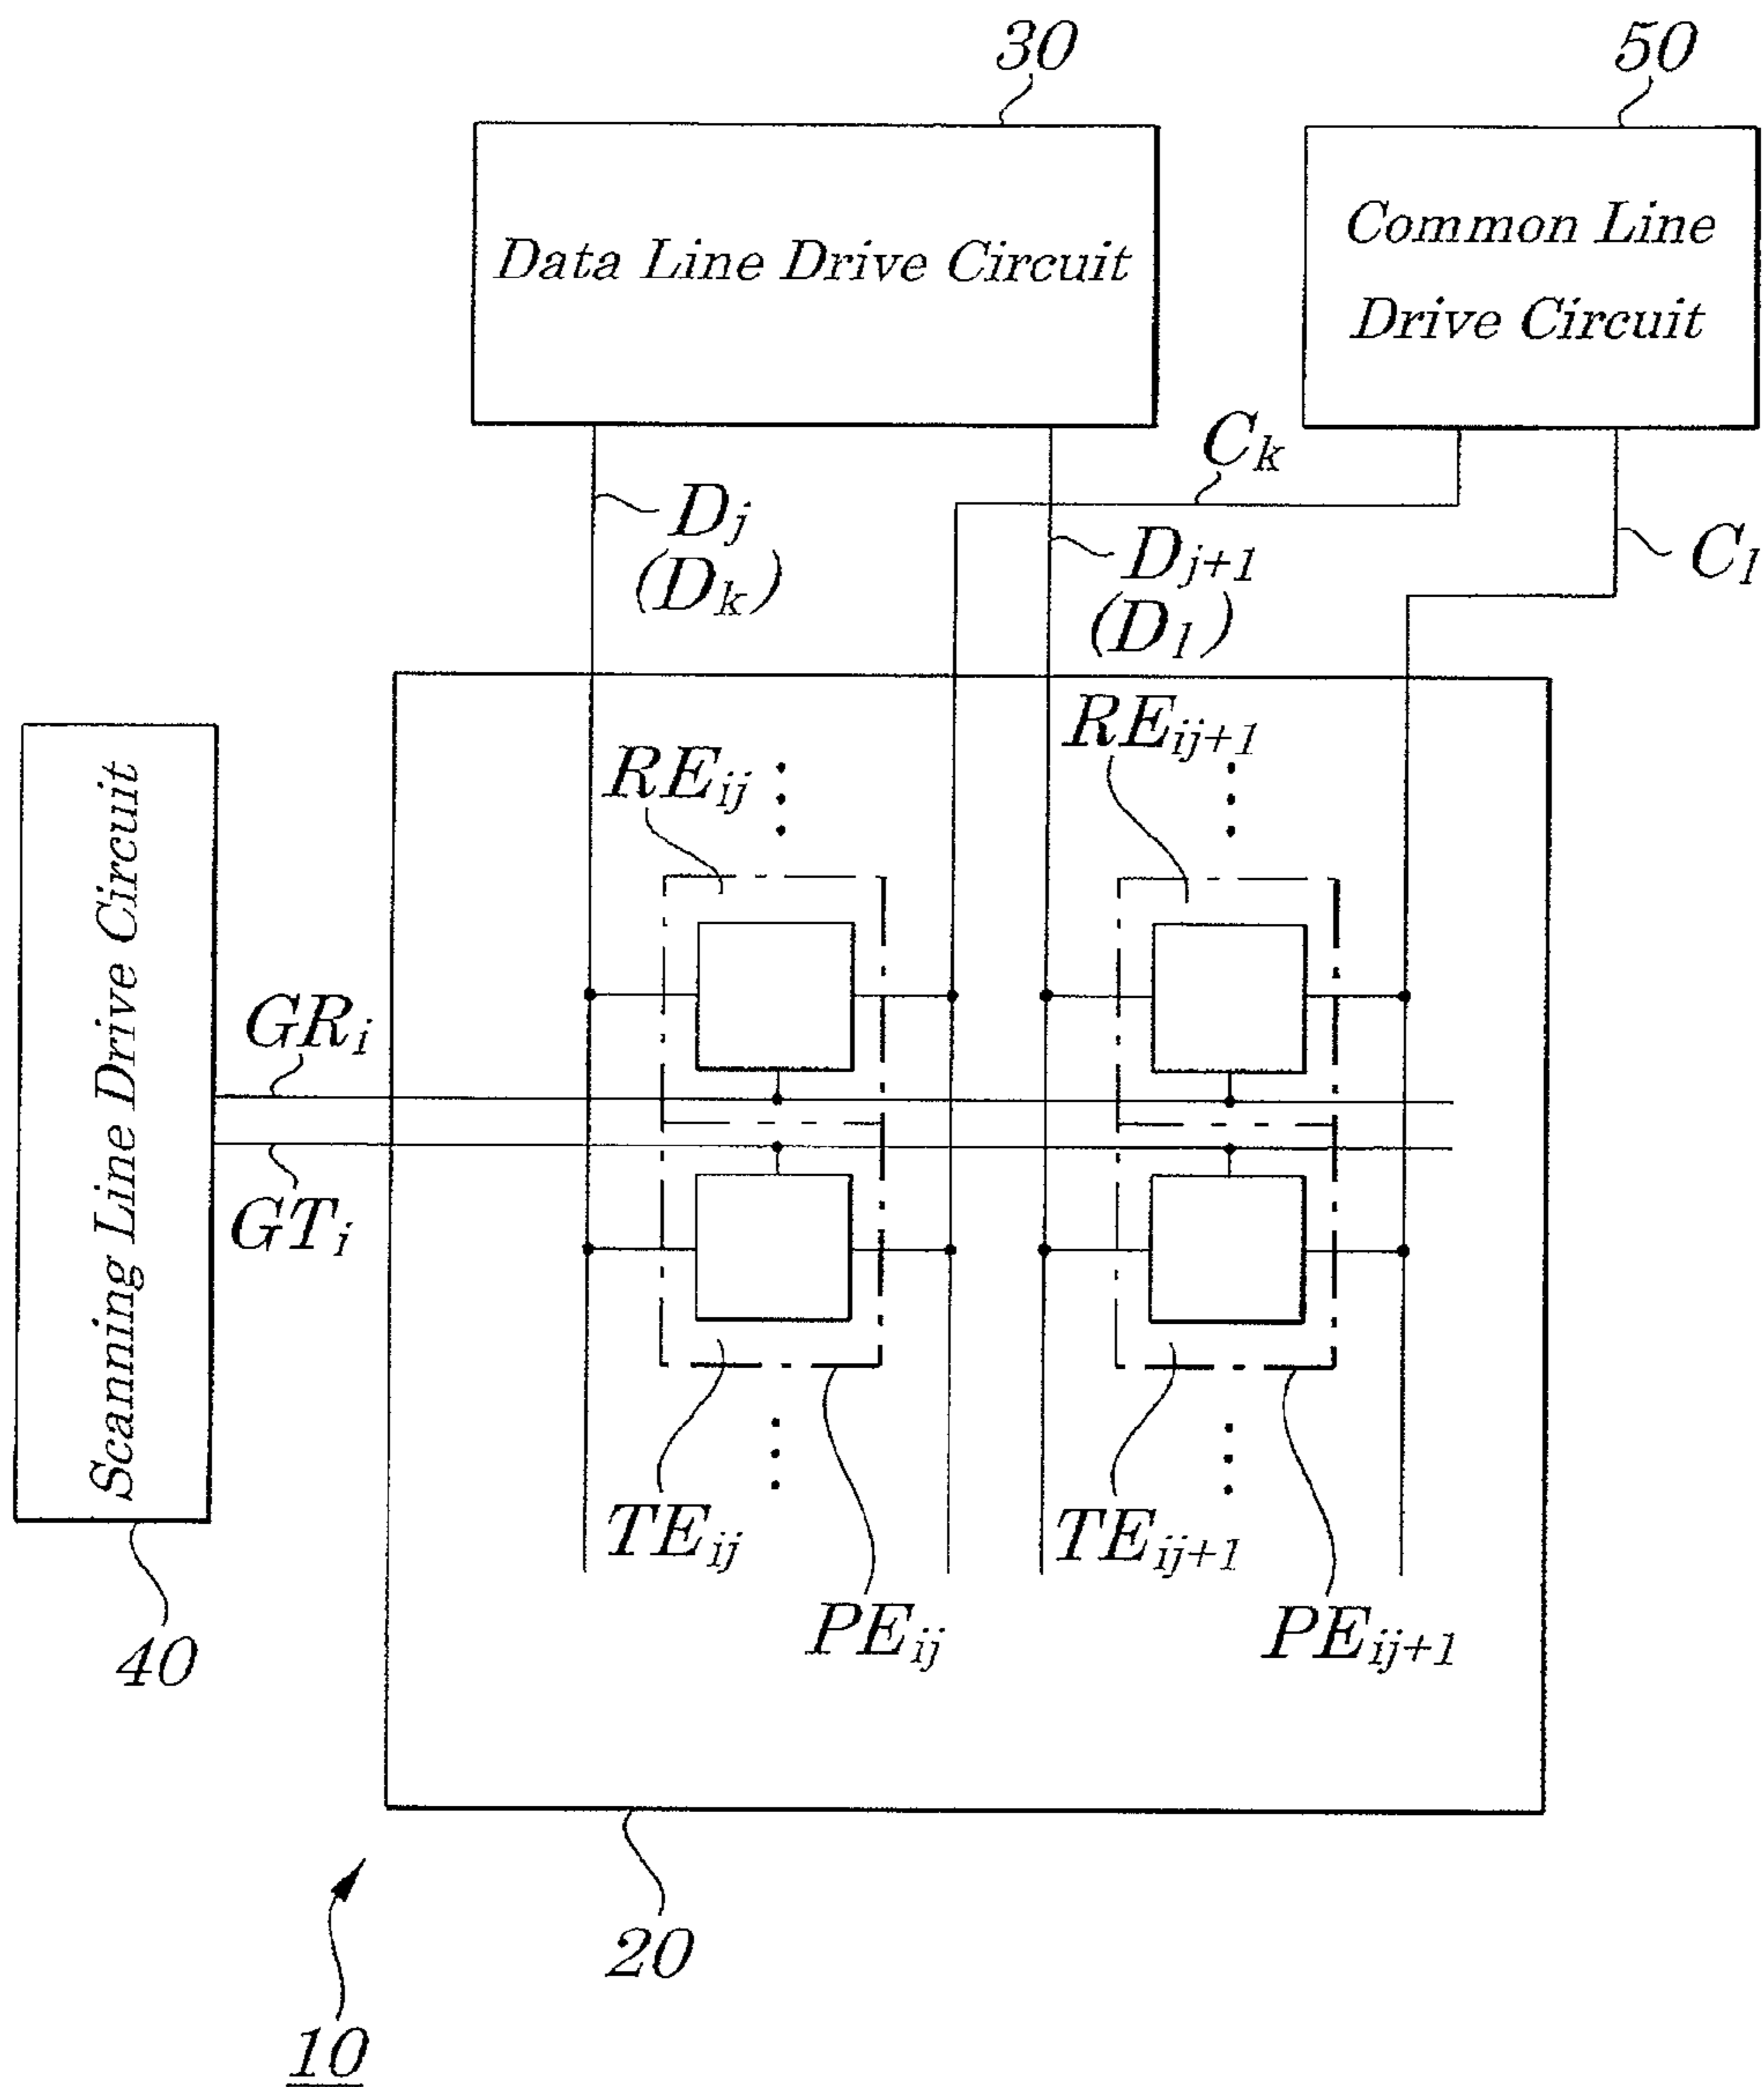 30
50
Data Line Drive Circuit
Common Line
Drive Circuit
Ck
Dj
(Dk)
Dj+1
(Dl)
Cl
REij
REij+1
Scanning Line Drive Circuit
GRi
GTi
TEij
TEij+1
PEij
PEij+1
40
20
10